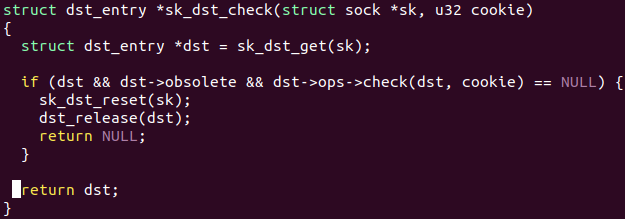 struct dst_entry *sk_dst_check(struct sock *sk, u32 cookie)
{
  struct dst_entry *dst = sk_dst_get(sk);

  if (dst && dst->obsolete && dst->ops->check(dst, cookie) == NULL) {
    sk_dst_reset(sk);
    dst_release(dst);
    return NULL;
  }

  return dst;
}